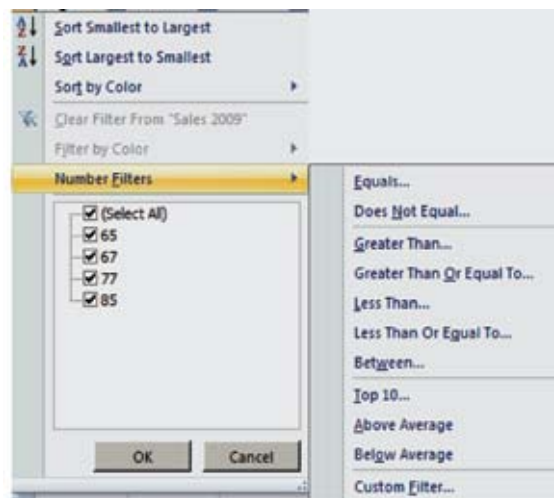 Sort Smallest to Largest
Sort Largest to Smallest
Sort by Color
Clear Filter From "Sales 2009"
Filter by Color
Number Filters
(Select All)
65
67
77
85
OK
Cancel
Equals...
Does Not Equal...
Greater Than...
Greater Than Or Equal To...
Less Than...
Less Than Or Equal To...
Between...
Top 10...
Above Average
Below Average
Custom Filter...